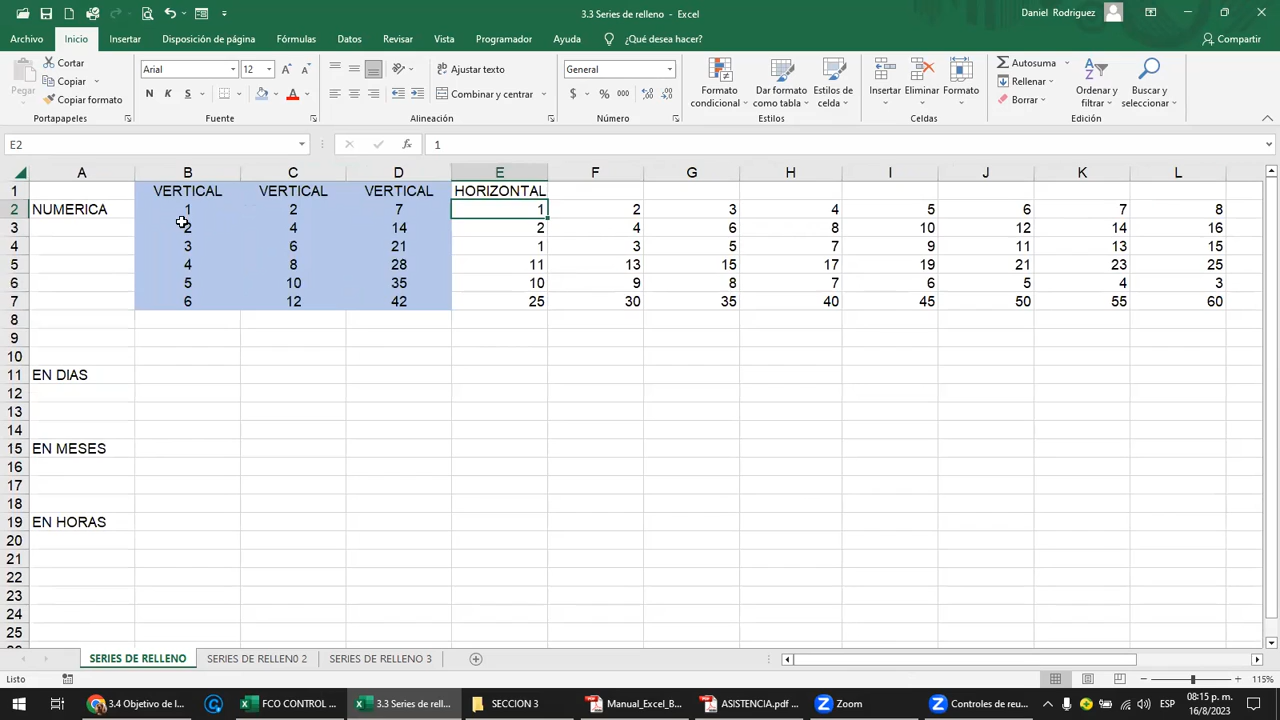 3.3 Series de relleno - Excel
Daniel Rodriguez
Archivo Inicio Insertar Disposición de página Fórmulas Datos Revisar Vista Programador Ayuda ¿Qué desea hacer? Compartir
Pegar
Cortar
Copiar
Copiar formato
Portapapeles
Arial 12
N K S A
Fuente
Ajustar texto
Combinar y centrar
Alineación
General
$ % 000
Número
Formato condicional
Dar formato como tabla
Estilos de celda
Estilos
Insertar Eliminar Formato
Celdas
Autosuma
Rellenar
Borrar
Ordenar y filtrar
Buscar y seleccionar
Edición
E2 fx 1
A B C D E F G H I J K L
1 VERTICAL VERTICAL VERTICAL HORIZONTAL
2 NUMERICA 1 2 7 1 2 3 4 5 6 7 8
3 2 4 14 2 4 6 8 10 12 14 16
4 3 6 21 1 3 5 7 9 11 13 15
5 4 8 28 11 13 15 17 19 21 23 25
6 5 10 35 10 9 8 7 6 5 4 3
7 6 12 42 25 30 35 40 45 50 55 60
8
9
10
11 EN DIAS
12
13
14
15 EN MESES
16
17
18
19 EN HORAS
20
21
22
23
24
25
SERIES DE RELLENO SERIES DE RELLEN0 2 SERIES DE RELLENO 3
Listo 115%
3.4 Objetivo de l... FCO CONTROL ... 3.3 Series de rell... SECCION 3 Manual_Excel_B... ASISTENCIA.pdf ... Zoom Controles de reu... ESP 08:15 p. m.
16/8/2023